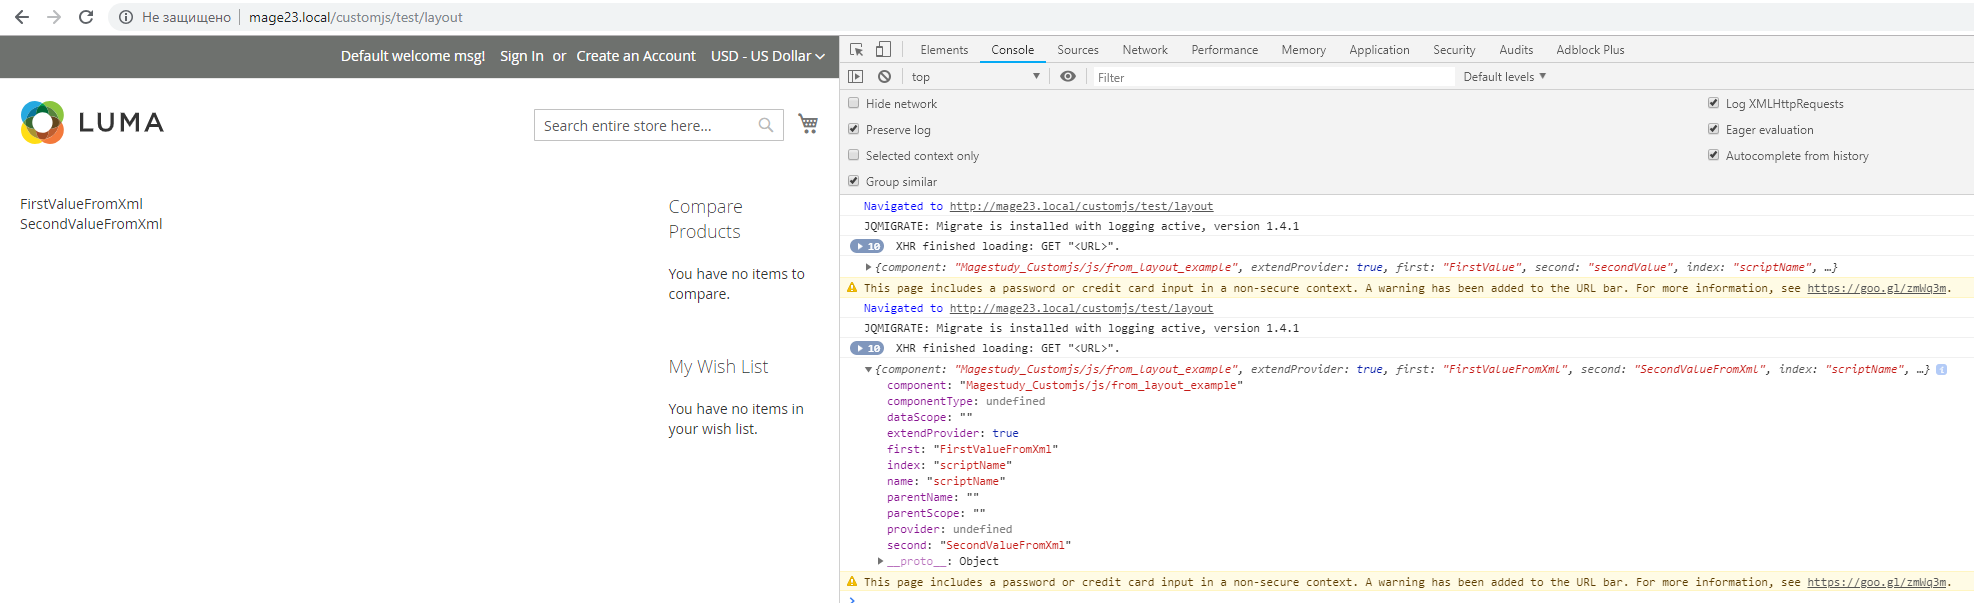 Не защищено mage23.local/customjs/test/layout
Default welcome msg! Sign In or Create an Account USD - US Dollar
LUMA
Search entire store here...
FirstValueFromXml
SecondValueFromXml
Compare
Products
You have no items to
compare.
My Wish List
You have no items in
your wish list.
Elements Console Sources Network Performance Memory Application Security Audits Adblock Plus
top Filter Default levels
Hide network Log XMLHttpRequests
Preserve log Eager evaluation
Selected context only Autocomplete from history
Group similar
Navigated to http://mage23.local/customjs/test/layout
JQMIGRATE: Migrate is installed with logging active, version 1.4.1
10 XHR finished loading: GET "<URL>".
{component: "Magestudy_Customjs/js/from_layout_example", extendProvider: true, first: "FirstValue", second: "secondValue", index: "scriptName", …}
This page includes a password or credit card input in a non-secure context. A warning has been added to the URL bar. For more information, see https://goo.gl/zmWq3m.
Navigated to http://mage23.local/customjs/test/layout
JQMIGRATE: Migrate is installed with logging active, version 1.4.1
10 XHR finished loading: GET "<URL>".
{component: "Magestudy_Customjs/js/from_layout_example", extendProvider: true, first: "FirstValueFromXml", second: "SecondValueFromXml", index: "scriptName", …} i
component: "Magestudy_Customjs/js/from_layout_example"
componentType: undefined
dataScope: ""
extendProvider: true
first: "FirstValueFromXml"
index: "scriptName"
name: "scriptName"
parentName: ""
parentScope: ""
provider: undefined
second: "SecondValueFromXml"
__proto__: Object
This page includes a password or credit card input in a non-secure context. A warning has been added to the URL bar. For more information, see https://goo.gl/zmWq3m.